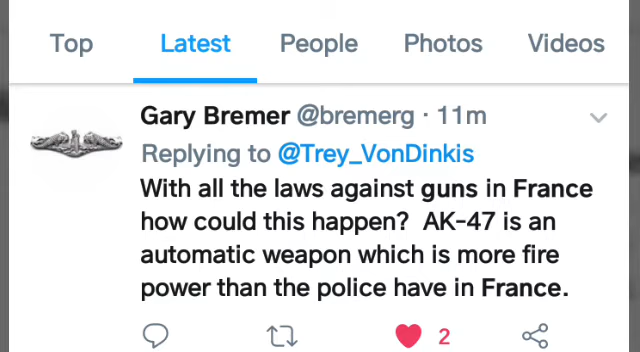 Top Latest People Photos Videos
Gary Bremer @bremerg · 11m
Replying to @Trey_VonDinkis
With all the laws against guns in France
how could this happen?  AK-47 is an
automatic weapon which is more fire
power than the police have in France.
2